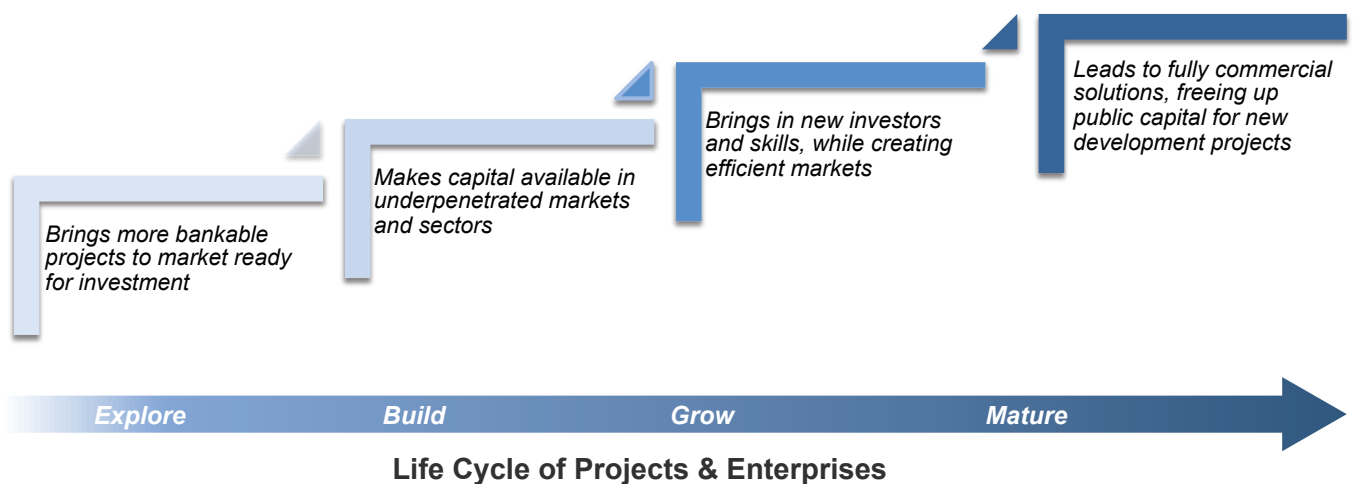 Brings more bankable
projects to market ready
for investment
Makes capital available in
underpenetrated markets
and sectors
Brings in new investors
and skills, while creating
efficient markets
Leads to fully commercial
solutions, freeing up
public capital for new
development projects
Explore
Build
Grow
Mature
Life Cycle of Projects & Enterprises